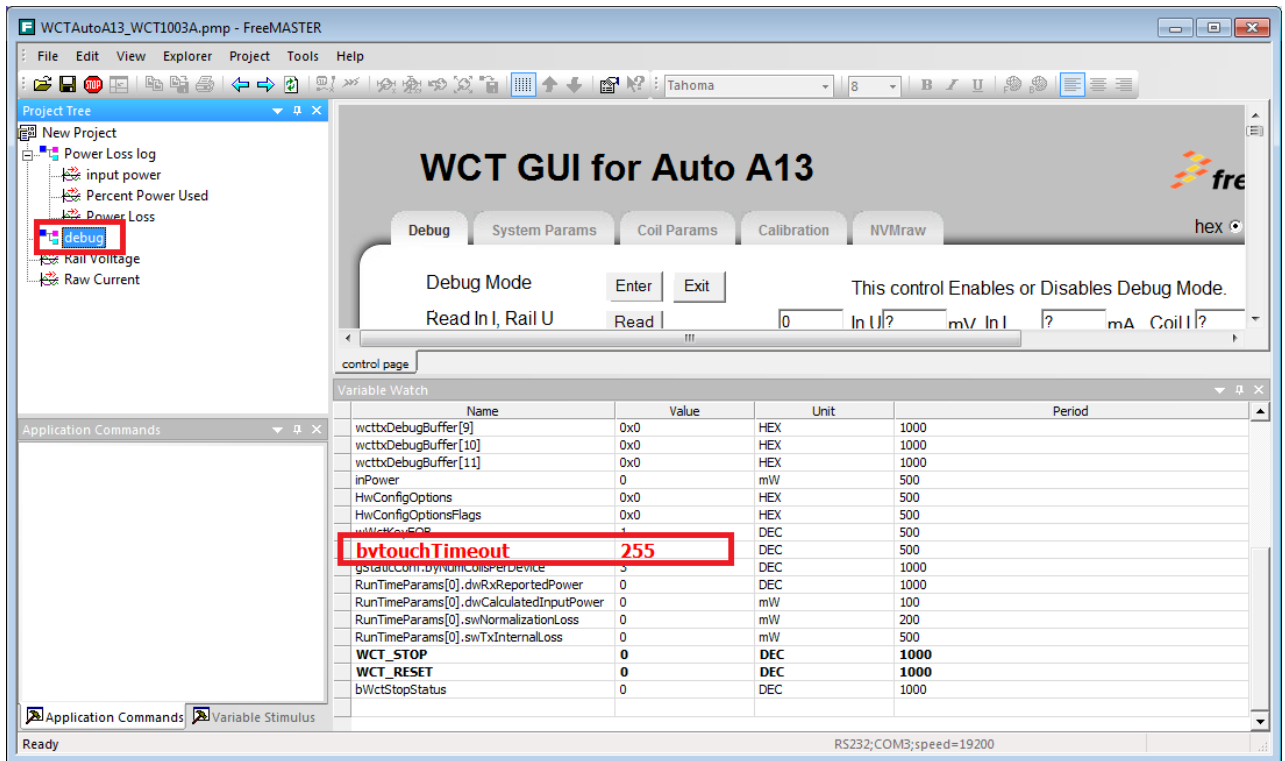 WCTAutoA13_WCT1003A.pmp - FreeMASTER
File Edit View Explorer Project Tools Help
Tahoma 8 B I U
Project Tree
New Project
Power Loss log
input power
Percent Power Used
Power Loss
debug
Rail Volltage
Raw Current
WCT GUI for Auto A13
fre
Debug System Params Coil Params Calibration NVMraw hex
Debug Mode Enter Exit This control Enables or Disables Debug Mode.
Read In I, Rail U Read 0 In U ? mV In I ? mA Coil I ?
control page
Variable Watch
Name Value Unit Period
wcttxDebugBuffer[9] 0x0 HEX 1000
wcttxDebugBuffer[10] 0x0 HEX 1000
wcttxDebugBuffer[11] 0x0 HEX 1000
inPower 0 mW 500
HwConfigOptions 0x0 HEX 500
HwConfigOptionsFlags 0x0 HEX 500
DEC 500
bytouchTimeout 255 DEC 500
gStaticConf.byNumCoilsPerDevice 3 DEC 1000
RunTimeParams[0].dwRxReportedPower 0 DEC 1000
RunTimeParams[0].dwCalculatedInputPower 0 mW 100
RunTimeParams[0].swNormalizationLoss 0 mW 200
RunTimeParams[0].swTxInternalLoss 0 mW 500
WCT_STOP 0 DEC 1000
WCT_RESET 0 DEC 1000
bWctStopStatus 0 DEC 1000
Application Commands
Application Commands Variable Stimulus
Ready RS232;COM3;speed=19200